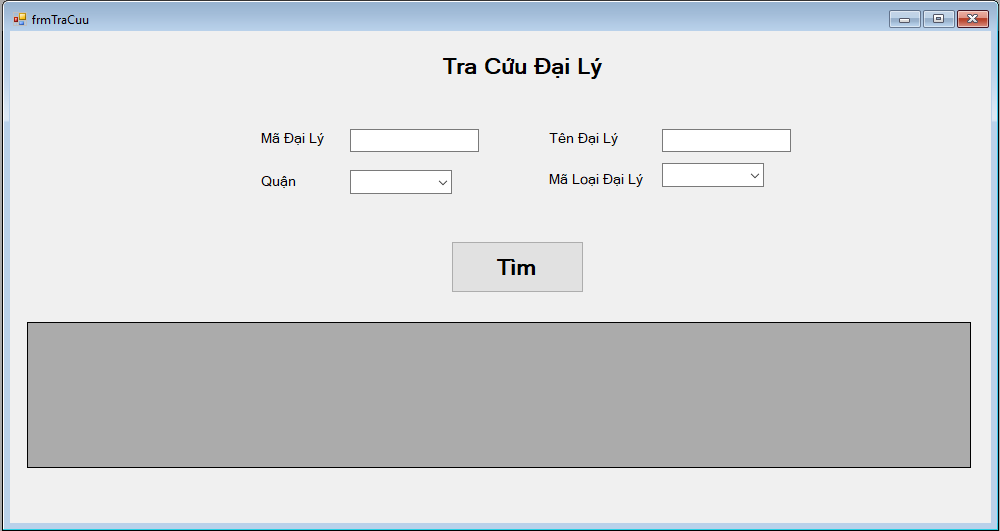 frmTraCuu
Tra Cứu Đại Lý
Mã Đại Lý
Tên Đại Lý
Quận
Mã Loại Đại Lý
Tìm